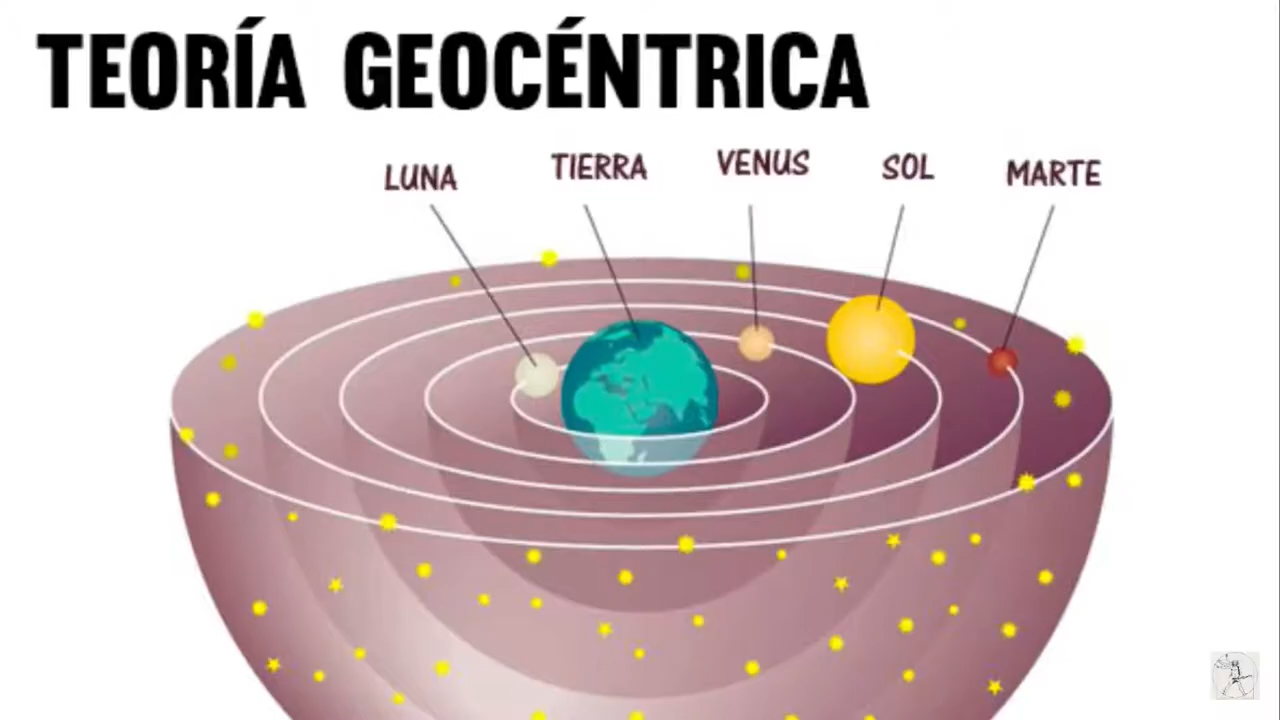 TEORÍA GEOCÉNTRICA
LUNA
TIERRA
VENUS
SOL
MARTE